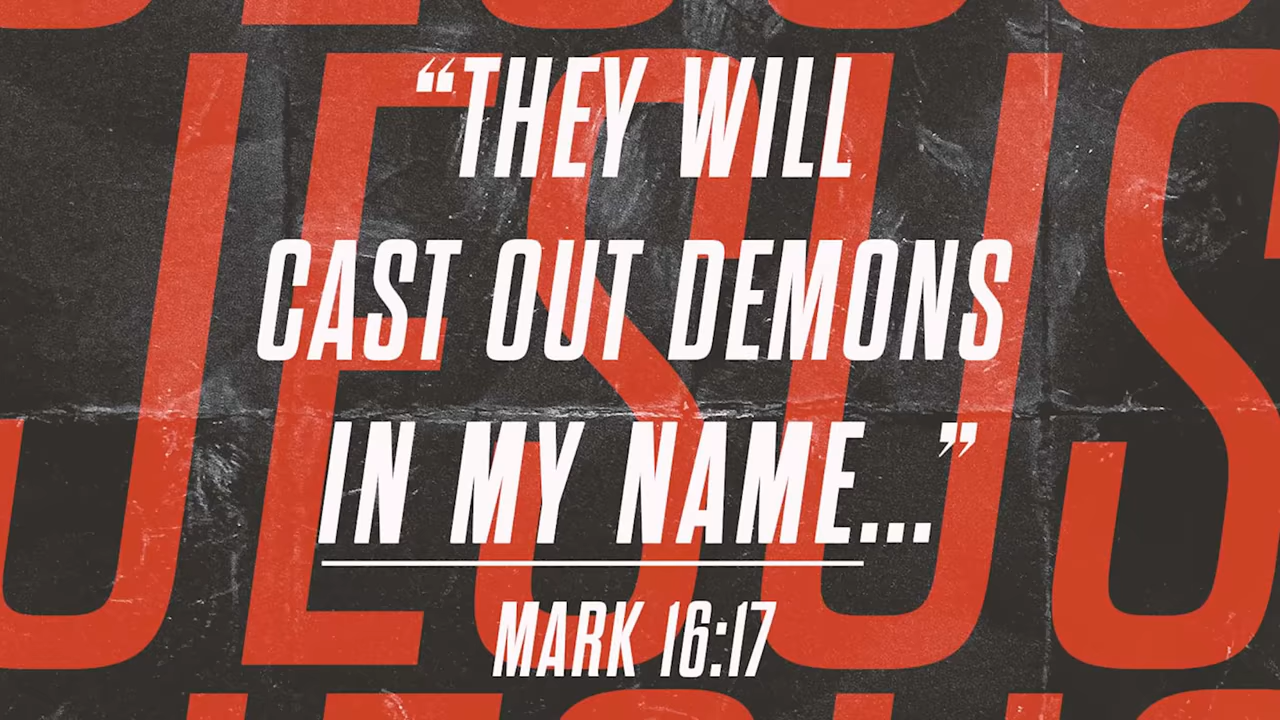 JESUS
“THEY WILL
CAST OUT DEMONS
IN MY NAME...”
MARK 16:17